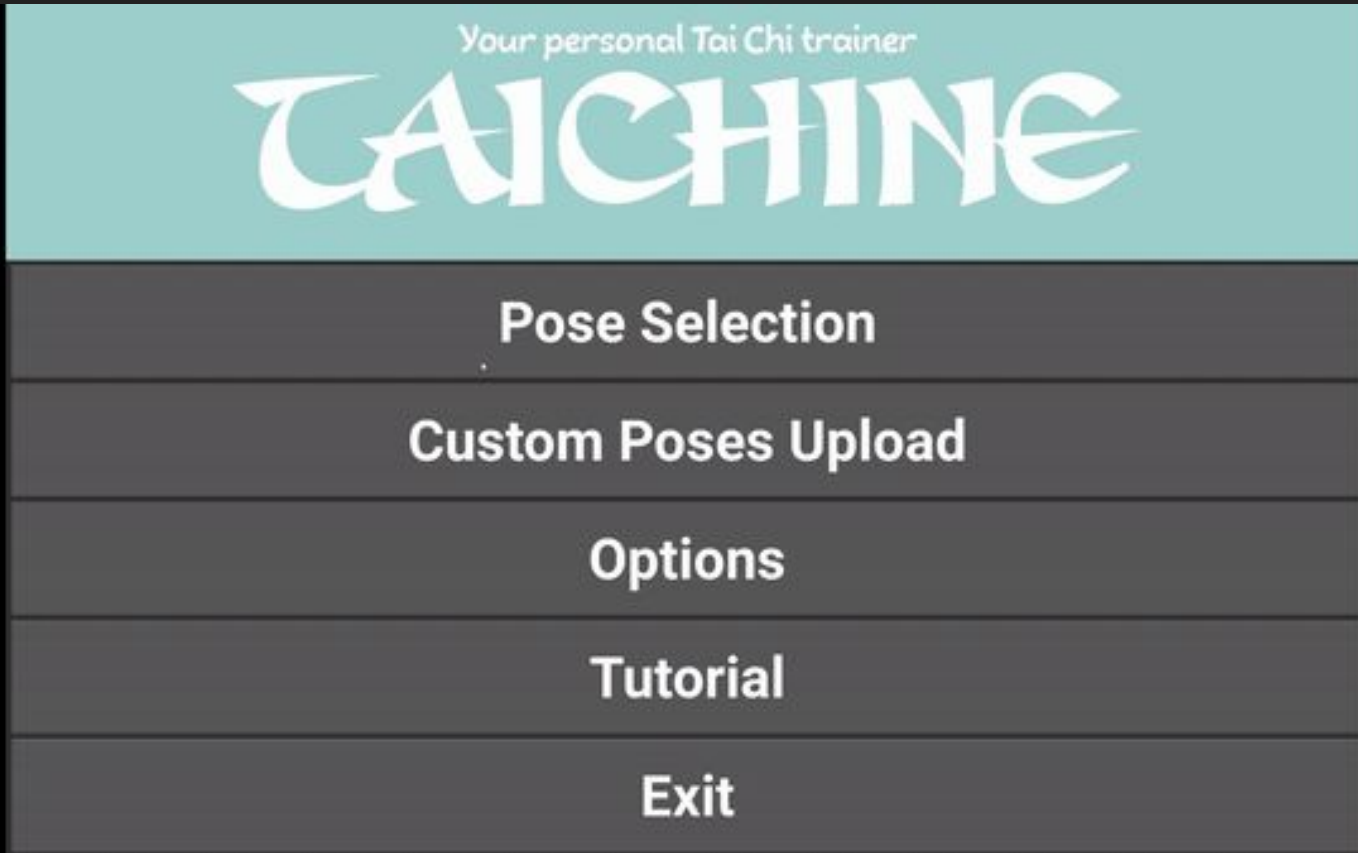 Your personal Tai Chi trainer
TAICHINE
Pose Selection
Custom Poses Upload
Options
Tutorial
Exit